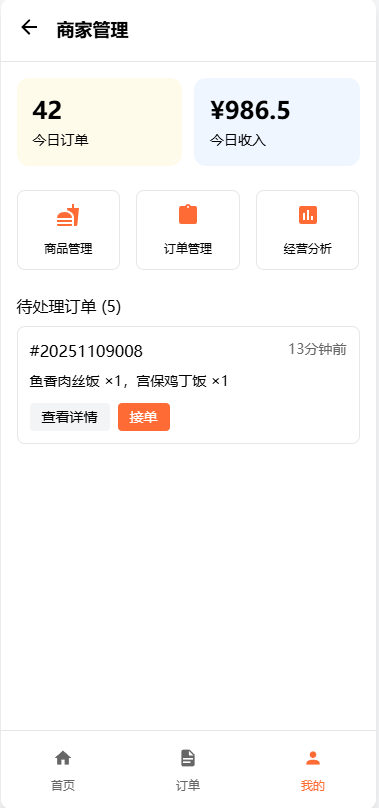 商家管理
42
今日订单
¥986.5
今日收入
商品管理
订单管理
经营分析
待处理订单 (5)
#20251109008
13分钟前
鱼香肉丝饭 ×1，宫保鸡丁饭 ×1
查看详情
接单
首页
订单
我的